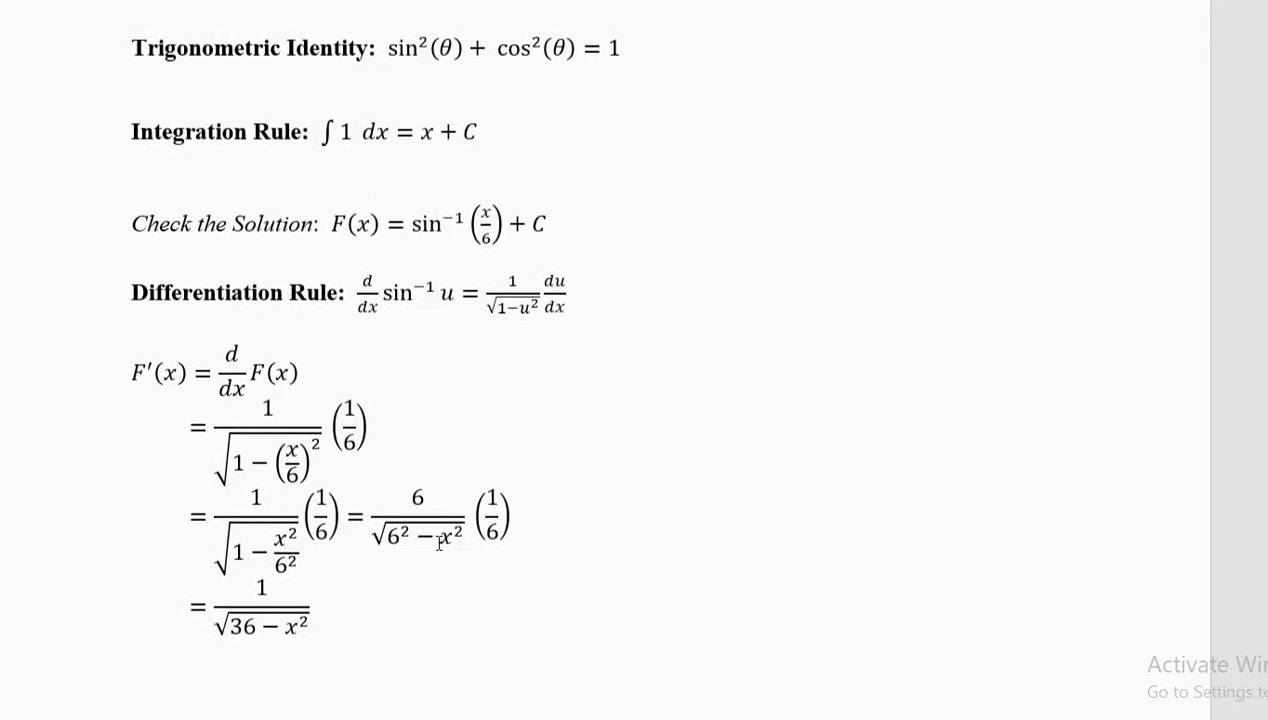 Trigonometric Identity: sin²(θ) + cos²(θ) = 1
Integration Rule: ∫ 1 dx = x + C
Check the Solution: F(x) = sin⁻¹ (x/6) + C
Differentiation Rule: d/dx sin⁻¹ u = 1/√(1−u²) du/dx
F′(x) = d/dx F(x)
= 1/√(1 − (x/6)²) (1/6)
= 1/√(1 − x²/6²) (1/6) = 6/√(6² − x²) (1/6)
= 1/√(36 − x²)
Activate Win
Go to Settings to